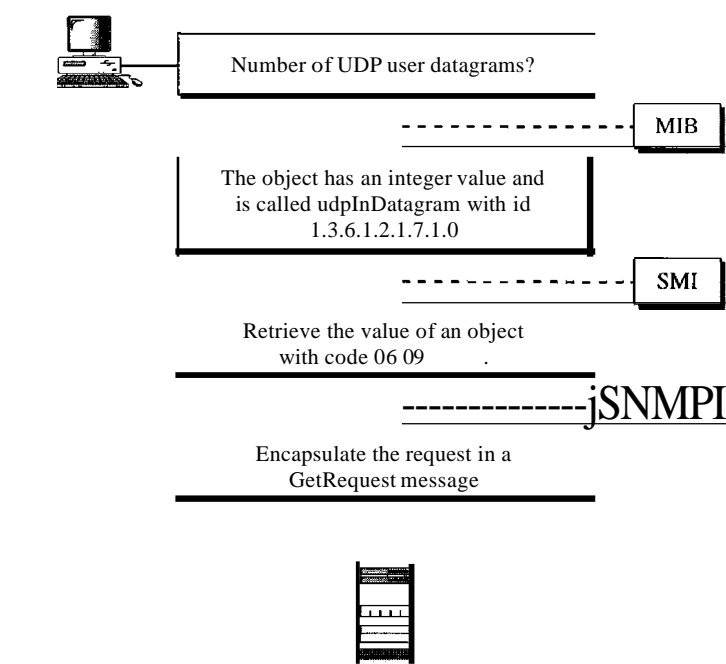 Number of UDP user datagrams?
MIB
The object has an integer value and
is called udpInDatagram with id
1.3.6.1.2.1.7.1.0
SMI
Retrieve the value of an object
with code 06 09 .
jSNMPI
Encapsulate the request in a
GetRequest message